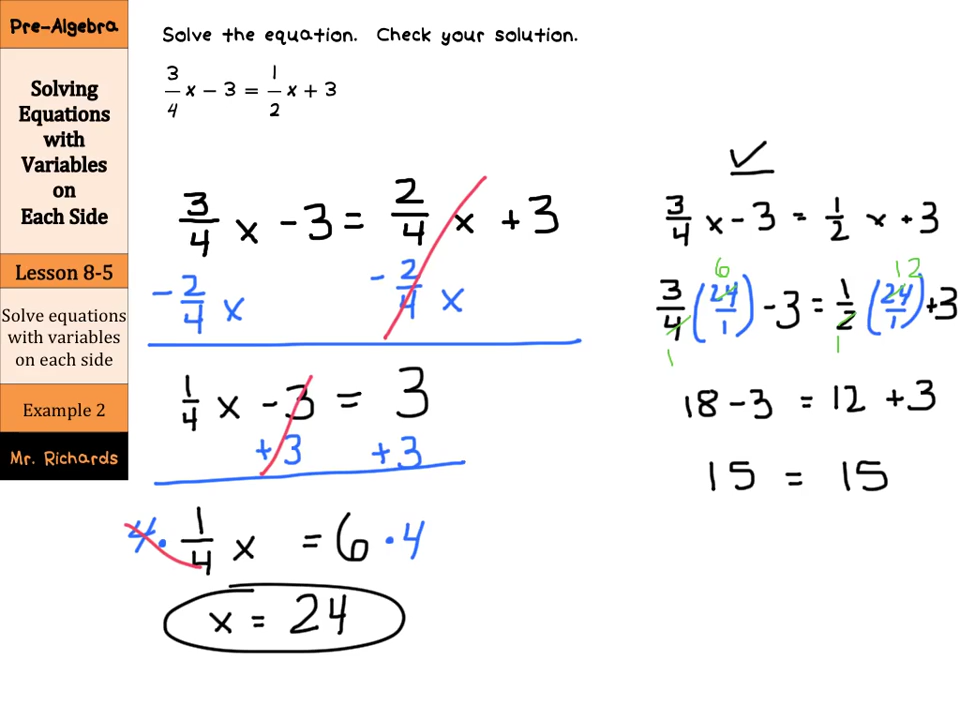 Pre-Algebra
Solving
Equations
with
Variables
on
Each Side
Lesson 8-5
Solve equations
with variables
on each side
Example 2
Mr. Richards
Solve the equation. Check your solution.
3/4 x − 3 = 1/2 x + 3
3/4 x - 3 = 2/4 x + 3
- 2/4 x - 2/4 x
1/4 x - 3 = 3
+ 3 + 3
4 · 1/4 x = 6 · 4
x = 24
✓
3/4 x - 3 = 1/2 x + 3
6 12
3/4 (24/1) - 3 = 1/2 (24/1) + 3
1 1
18 - 3 = 12 + 3
15 = 15